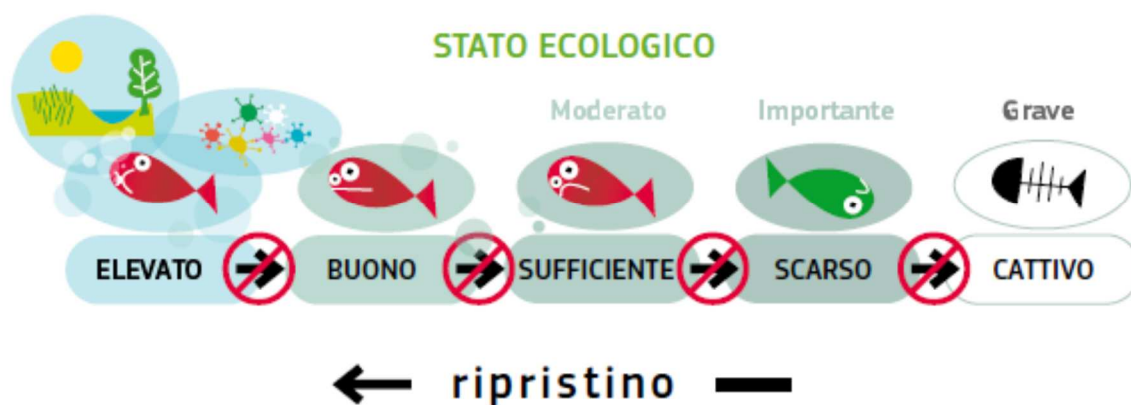 STATO ECOLOGICO
Moderato Importante Grave
ELEVATO BUONO SUFFICIENTE SCARSO CATTIVO
ripristino